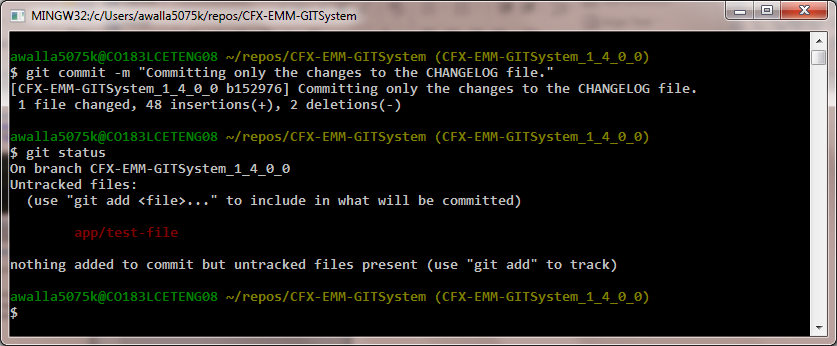 MINGW32:/c/Users/awalla5075k/repos/CFX-EMM-GITSystem
awalla5075k@CO183LCETENG08 ~/repos/CFX-EMM-GITSystem (CFX-EMM-GITSystem_1_4_0_0)
$ git commit -m "Committing only the changes to the CHANGELOG file."
[CFX-EMM-GITSystem_1_4_0_0 b152976] Committing only the changes to the CHANGELOG file.
 1 file changed, 48 insertions(+), 2 deletions(-)
awalla5075k@CO183LCETENG08 ~/repos/CFX-EMM-GITSystem (CFX-EMM-GITSystem_1_4_0_0)
$ git status
On branch CFX-EMM-GITSystem_1_4_0_0
Untracked files:
  (use "git add <file>..." to include in what will be committed)
        app/test-file
nothing added to commit but untracked files present (use "git add" to track)
awalla5075k@CO183LCETENG08 ~/repos/CFX-EMM-GITSystem (CFX-EMM-GITSystem_1_4_0_0)
$